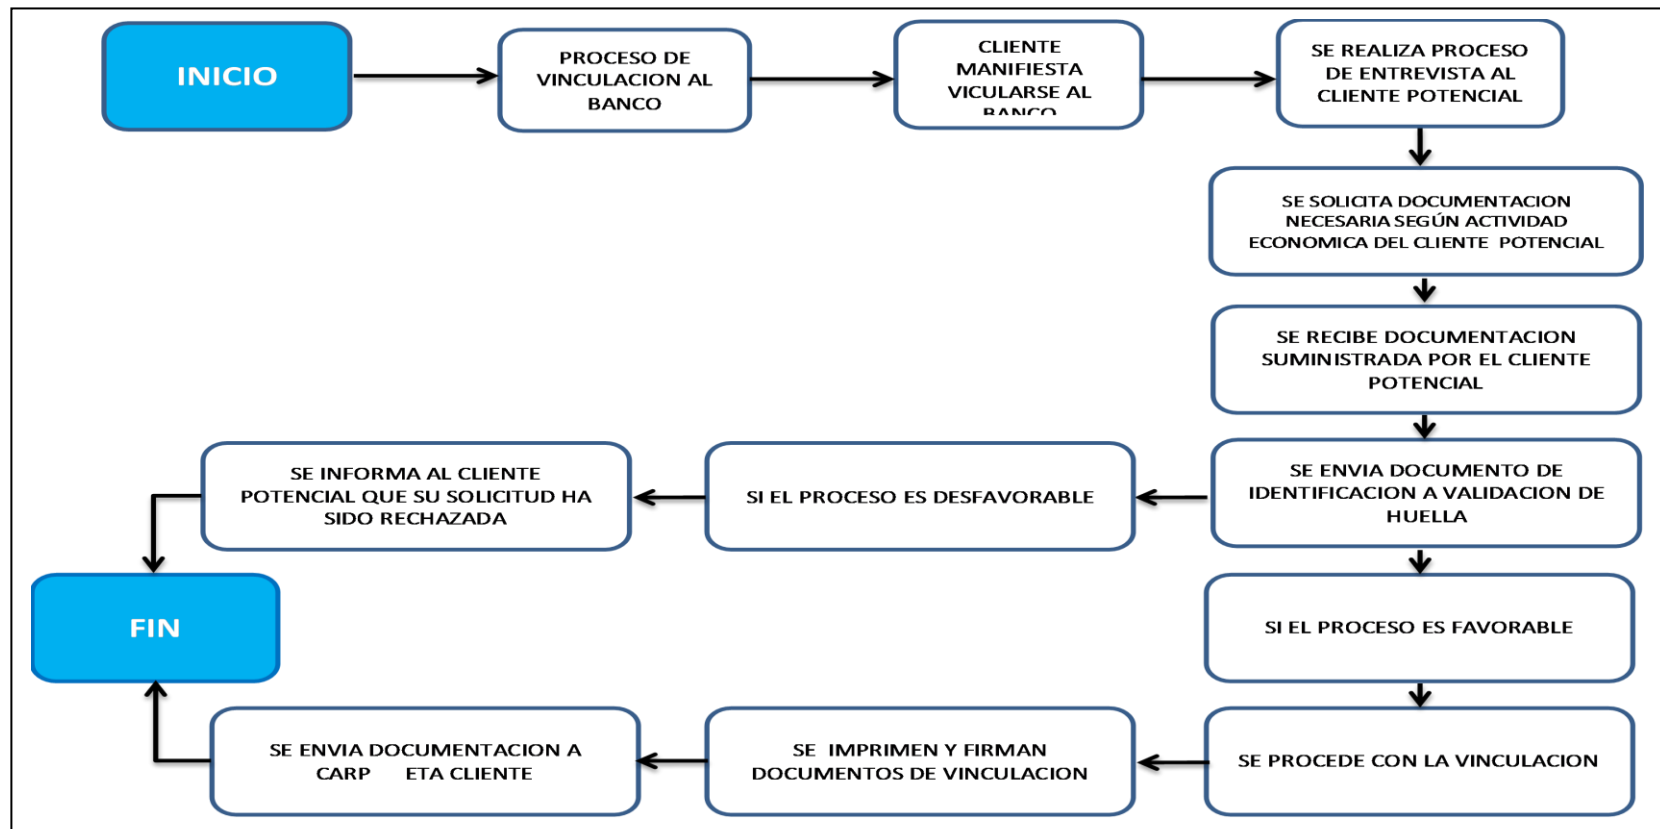 INICIO
PROCESO DE
VINCULACION AL
BANCO
CLIENTE
MANIFIESTA
VICULARSE AL
BANCO
SE REALIZA PROCESO
DE ENTREVISTA AL
CLIENTE POTENCIAL
SE SOLICITA DOCUMENTACION
NECESARIA SEGÚN ACTIVIDAD
ECONOMICA DEL CLIENTE POTENCIAL
SE RECIBE DOCUMENTACION
SUMINISTRADA POR EL CLIENTE
POTENCIAL
SE ENVIA DOCUMENTO DE
IDENTIFICACION A VALIDACION DE
HUELLA
SI EL PROCESO ES DESFAVORABLE
SE INFORMA AL CLIENTE
POTENCIAL QUE SU SOLICITUD HA
SIDO RECHAZADA
FIN
SI EL PROCESO ES FAVORABLE
SE PROCEDE CON LA VINCULACION
SE IMPRIMEN Y FIRMAN
DOCUMENTOS DE VINCULACION
SE ENVIA DOCUMENTACION A
CARP ETA CLIENTE